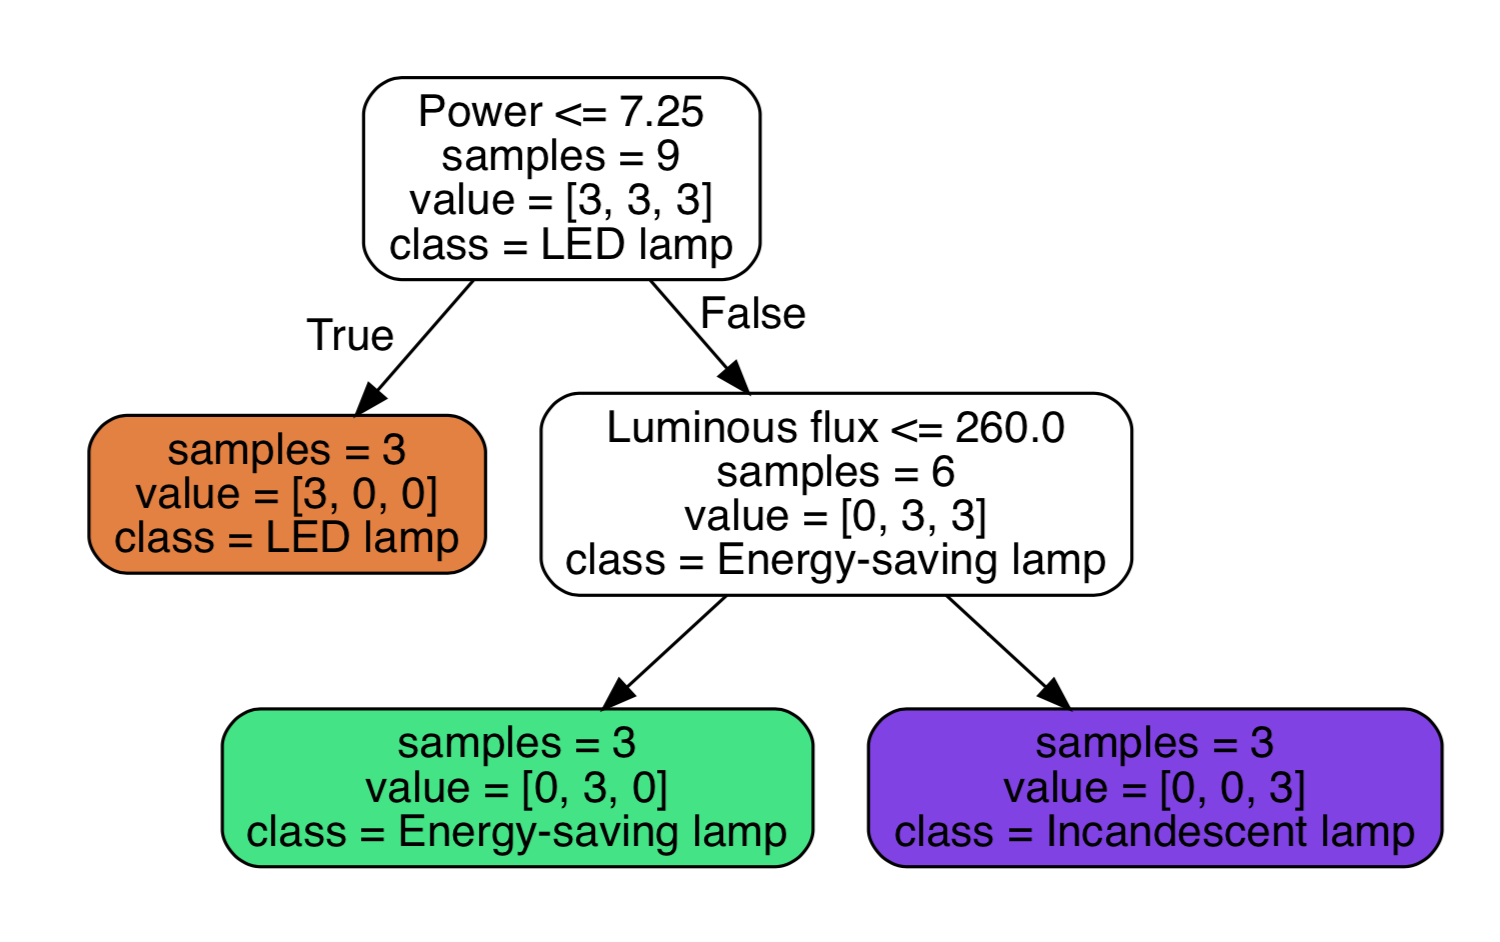 Power <= 7.25
samples = 9
value = [3, 3, 3]
class = LED lamp
True
False
samples = 3
value = [3, 0, 0]
class = LED lamp
Luminous flux <= 260.0
samples = 6
value = [0, 3, 3]
class = Energy-saving lamp
samples = 3
value = [0, 3, 0]
class = Energy-saving lamp
samples = 3
value = [0, 0, 3]
class = Incandescent lamp